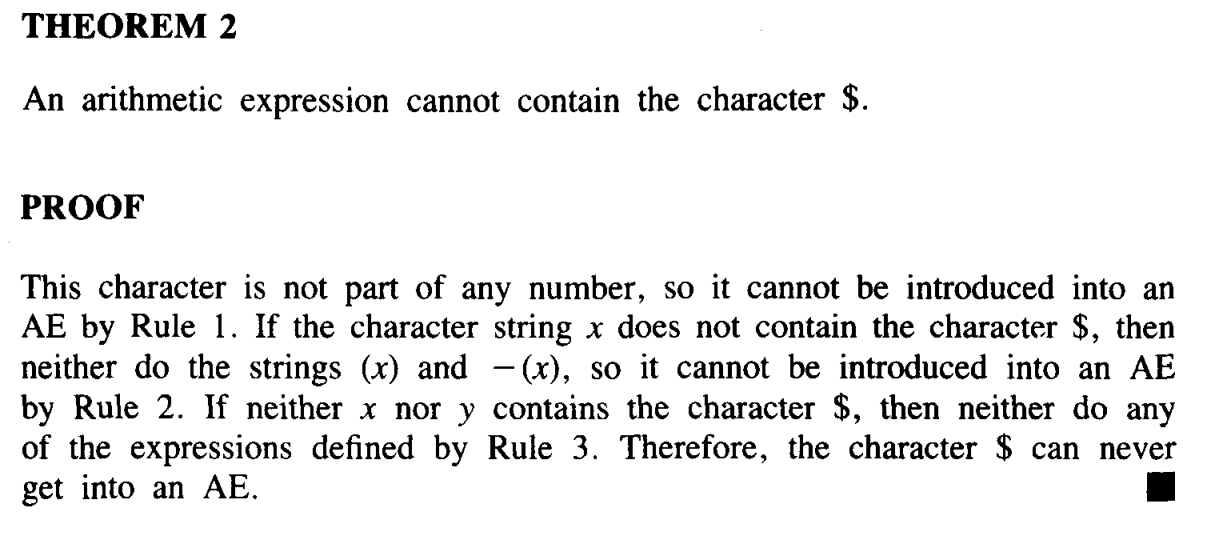 THEOREM 2
An arithmetic expression cannot contain the character $.
PROOF
This character is not part of any number, so it cannot be introduced into an
AE by Rule 1. If the character string x does not contain the character $, then
neither do the strings (x) and −(x), so it cannot be introduced into an AE
by Rule 2. If neither x nor y contains the character $, then neither do any
of the expressions defined by Rule 3. Therefore, the character $ can never
get into an AE. ■